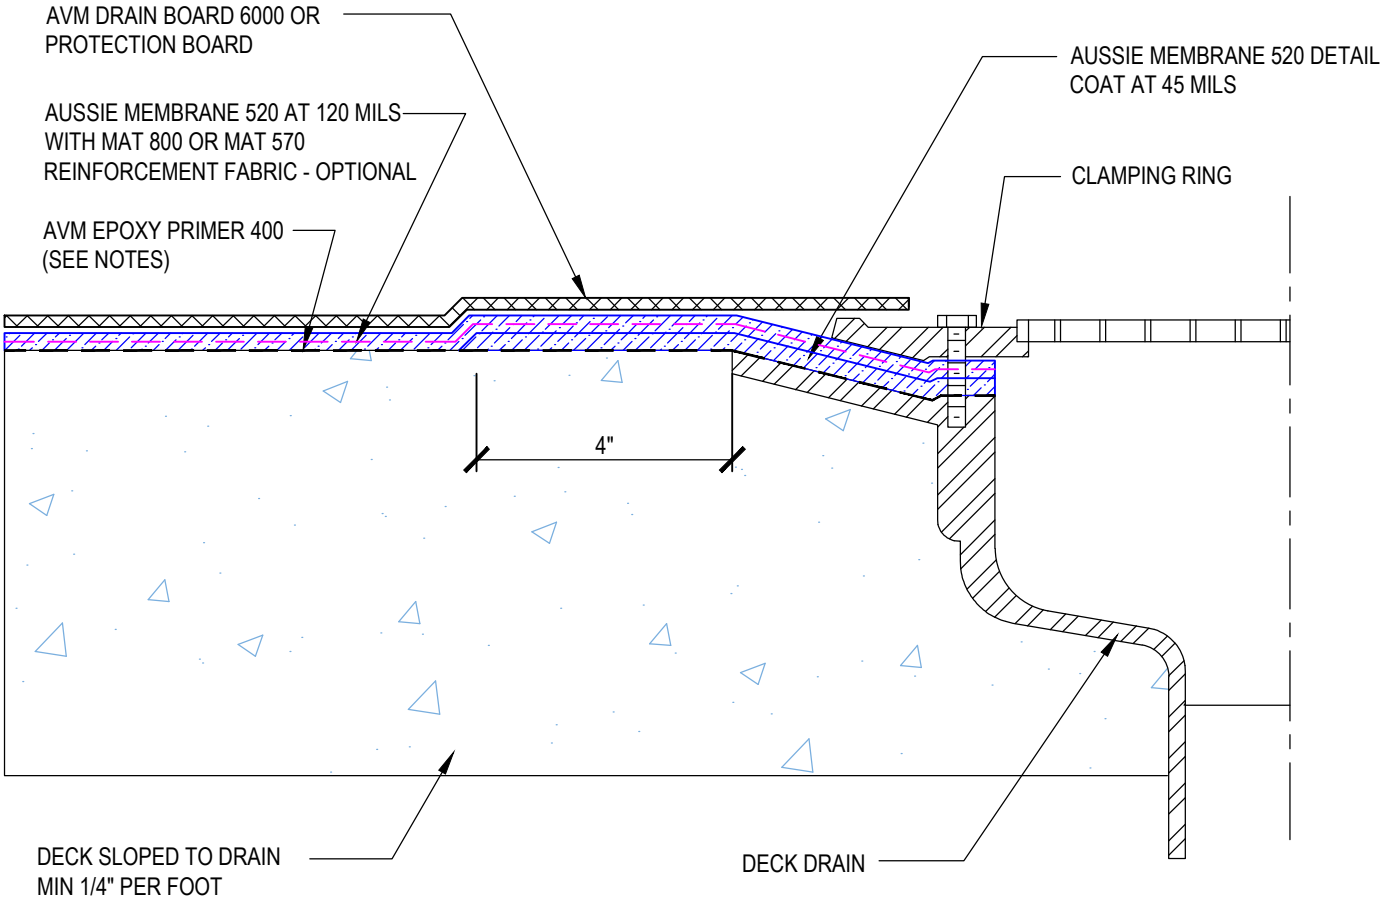 AVM DRAIN BOARD 6000 OR
PROTECTION BOARD
AUSSIE MEMBRANE 520 DETAIL
COAT AT 45 MILS
AUSSIE MEMBRANE 520 AT 120 MILS
WITH MAT 800 OR MAT 570
REINFORCEMENT FABRIC - OPTIONAL
CLAMPING RING
AVM EPOXY PRIMER 400
(SEE NOTES)
4"
DECK SLOPED TO DRAIN
MIN 1/4" PER FOOT
DECK DRAIN